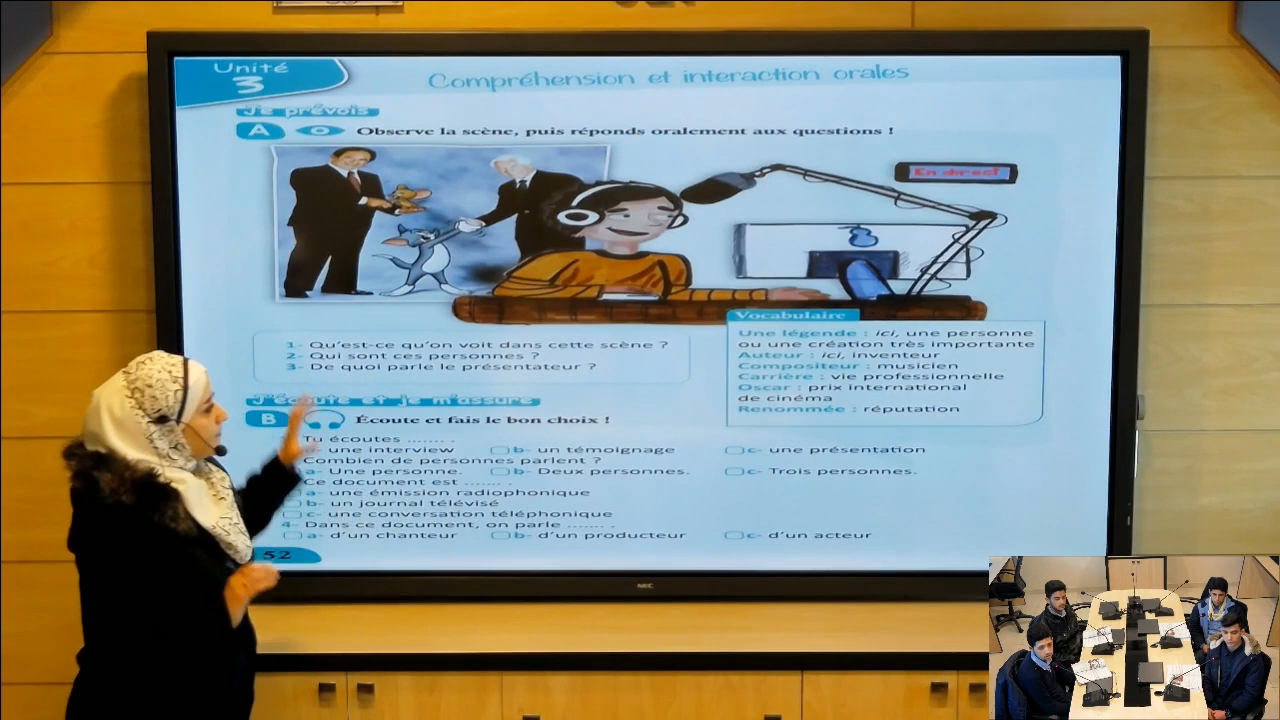 Unité
3
Compréhension et interaction orales
Je prévois
A Observe la scène, puis réponds oralement aux questions !
En direct
1- Qu'est-ce qu'on voit dans cette scène ?
2- Qui sont ces personnes ?
3- De quoi parle le présentateur ?
Vocabulaire
Une légende : ici, une personne
ou une création très importante
Auteur : ici, inventeur
Compositeur : musicien
Carrière : vie professionnelle
Oscar : prix international
de cinéma
Renommée : réputation
J'écoute et je m'assure
B Écoute et fais le bon choix !
Tu écoutes ....... .
une interview b- un témoignage c- une présentation
Combien de personnes parlent ?
a- Une personne. b- Deux personnes. c- Trois personnes.
Ce document est ....... .
a- une émission radiophonique
b- un journal télévisé
c- une conversation téléphonique
4- Dans ce document, on parle ....... .
a- d'un chanteur b- d'un producteur c- d'un acteur
52
NEC